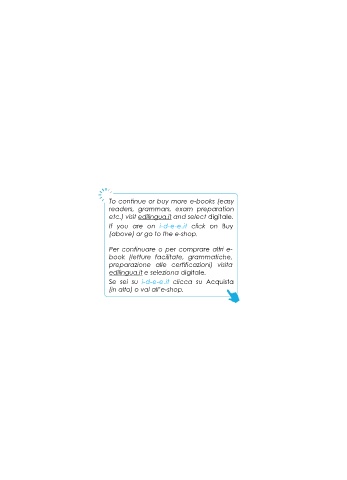 To continue or buy more e-books (easy
readers, grammars, exam preparation
etc.) visit edilingua.it and select digitale.
If you are on i-d-e-e.it click on Buy
(above) or go to the e-shop.
Per continuare o per comprare altri e-
book (letture facilitate, grammatiche,
preparazione alle certificazioni) visita
edilingua.it e seleziona digitale.
Se sei su i-d-e-e.it clicca su Acquista
(in alto) o vai all'e-shop.